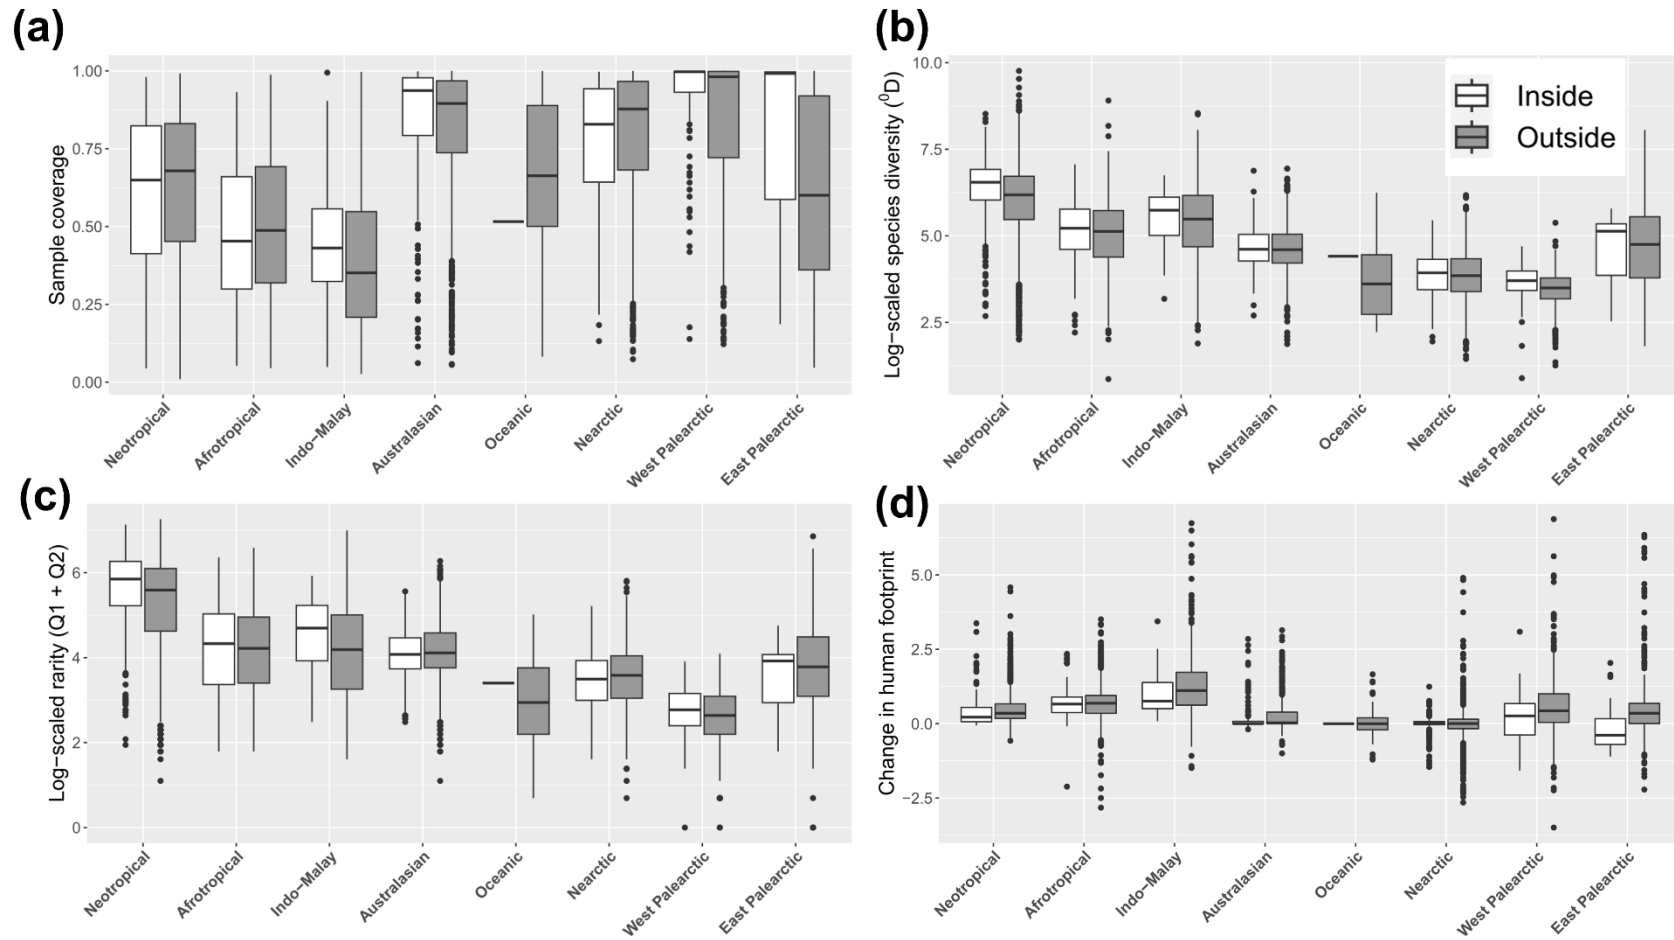 (a)
Sample coverage
1.00
0.75
0.50
0.25
0.00
Neotropical
Afrotropical
Indo−Malay
Australasian
Oceanic
Nearctic
West Palearctic
East Palearctic
(b)
Log−scaled species diversity (⁰D)
10.0
7.5
5.0
2.5
Inside
Outside
Neotropical
Afrotropical
Indo−Malay
Australasian
Oceanic
Nearctic
West Palearctic
East Palearctic
(c)
Log−scaled rarity (Q1 + Q2)
6
4
2
0
Neotropical
Afrotropical
Indo−Malay
Australasian
Oceanic
Nearctic
West Palearctic
East Palearctic
(d)
Change in human footprint
5.0
2.5
0.0
−2.5
Neotropical
Afrotropical
Indo−Malay
Australasian
Oceanic
Nearctic
West Palearctic
East Palearctic